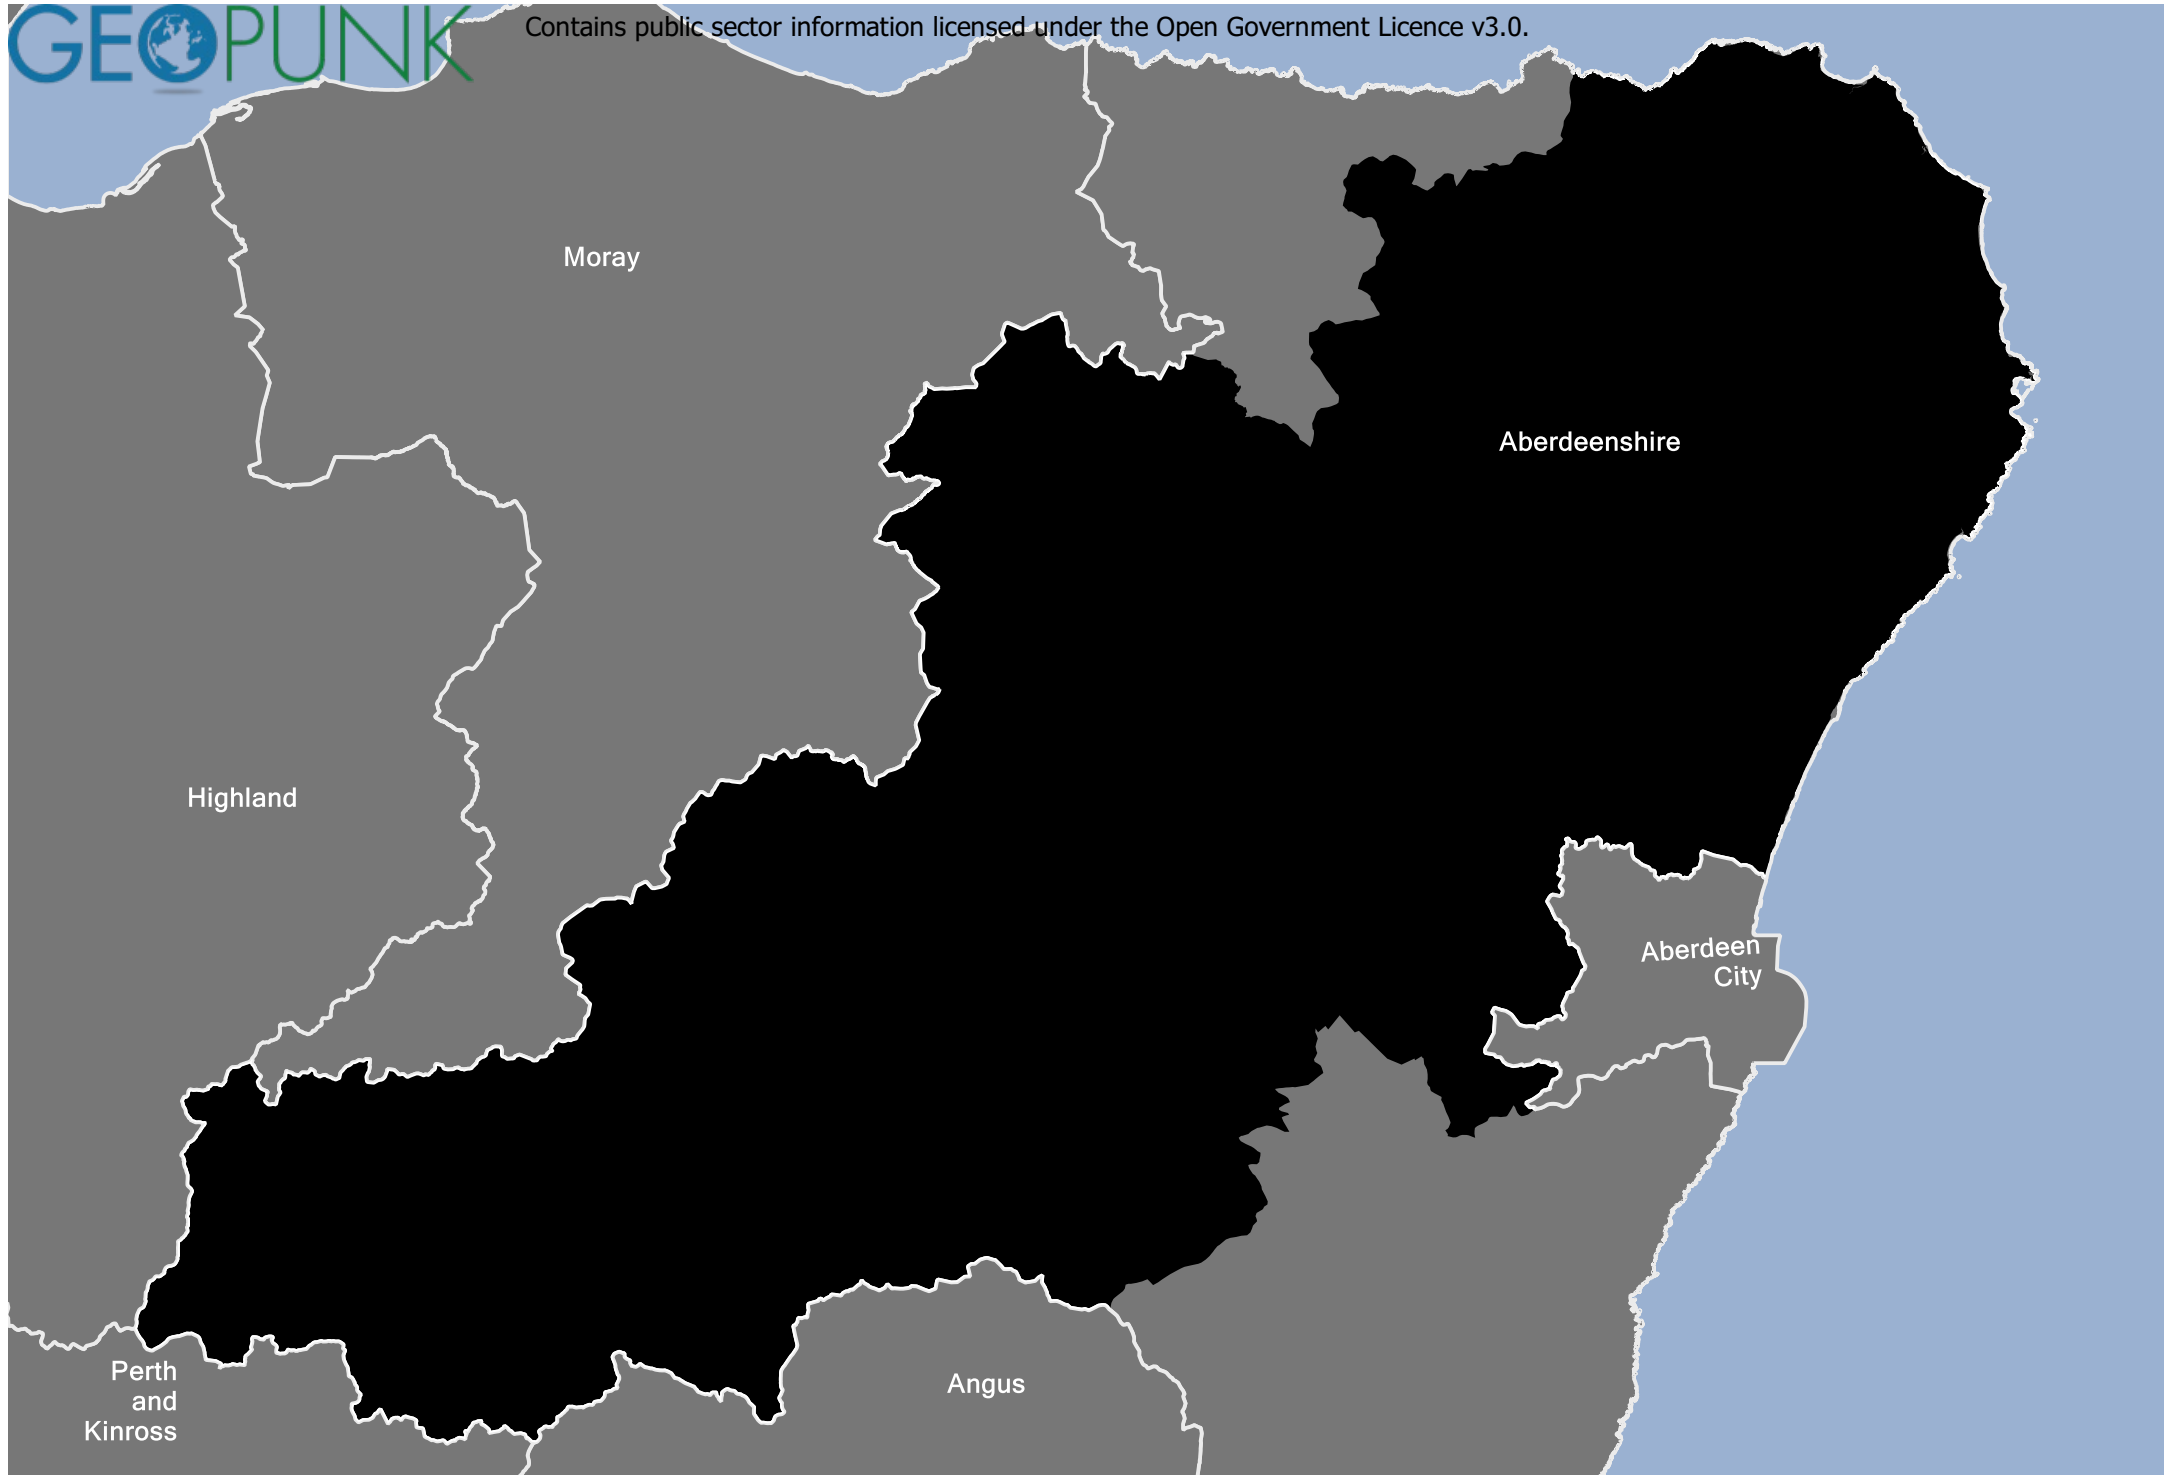 GEOPUNK
Contains public sector information licensed under the Open Government Licence v3.0.
Moray
Aberdeenshire
Highland
Aberdeen
City
Perth
and
Kinross
Angus